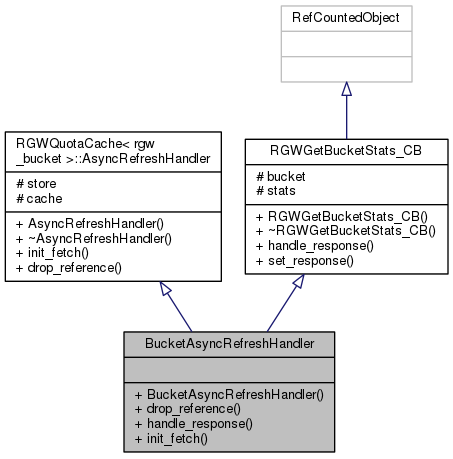 RefCountedObject
RGWQuotaCache< rgw
_bucket >::AsyncRefreshHandler
# store
# cache
+ AsyncRefreshHandler()
+ ~AsyncRefreshHandler()
+ init_fetch()
+ drop_reference()
RGWGetBucketStats_CB
# bucket
# stats
+ RGWGetBucketStats_CB()
+ ~RGWGetBucketStats_CB()
+ handle_response()
+ set_response()
BucketAsyncRefreshHandler
+ BucketAsyncRefreshHandler()
+ drop_reference()
+ handle_response()
+ init_fetch()